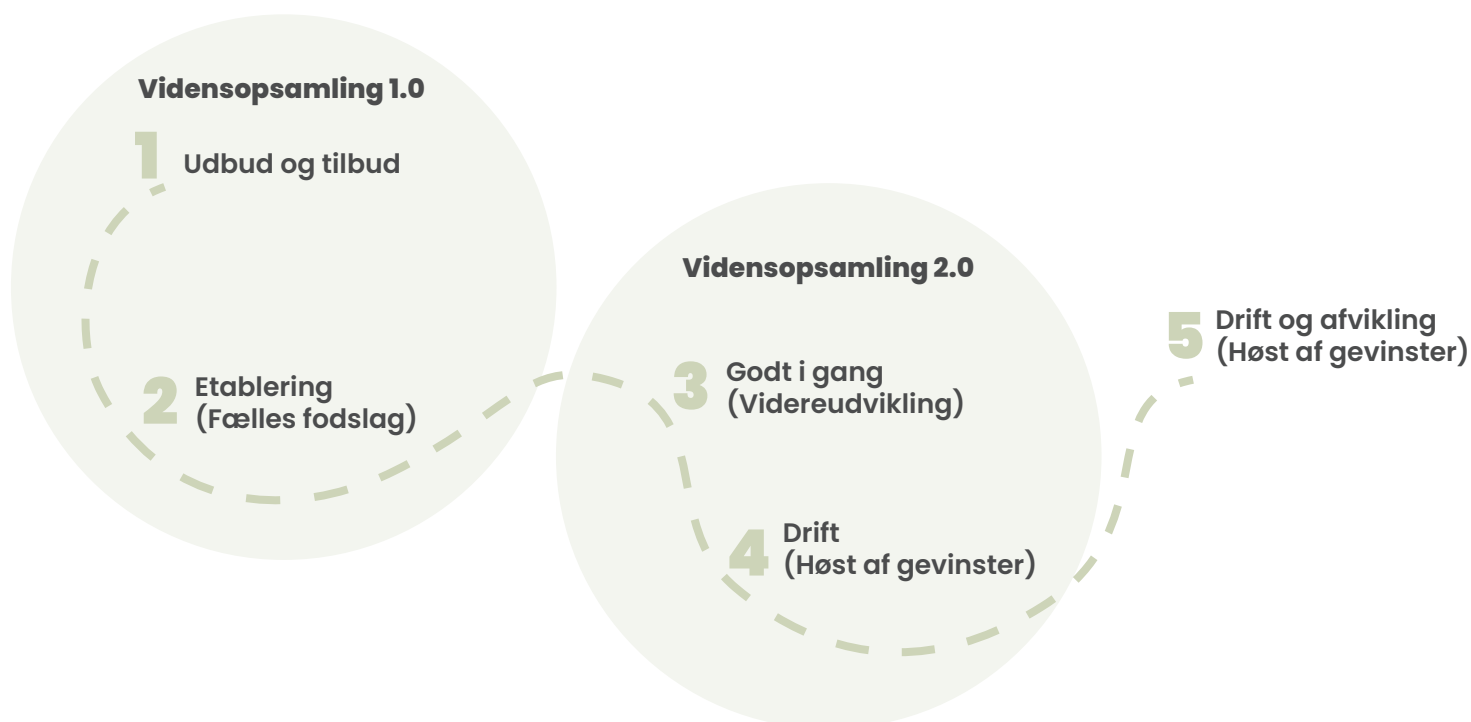 Vidensopsamling 1.0
1 Udbud og tilbud
2 Etablering
(Fælles fodslag)
Vidensopsamling 2.0
3 Godt i gang
(Videreudvikling)
4 Drift
(Høst af gevinster)
5 Drift og afvikling
(Høst af gevinster)